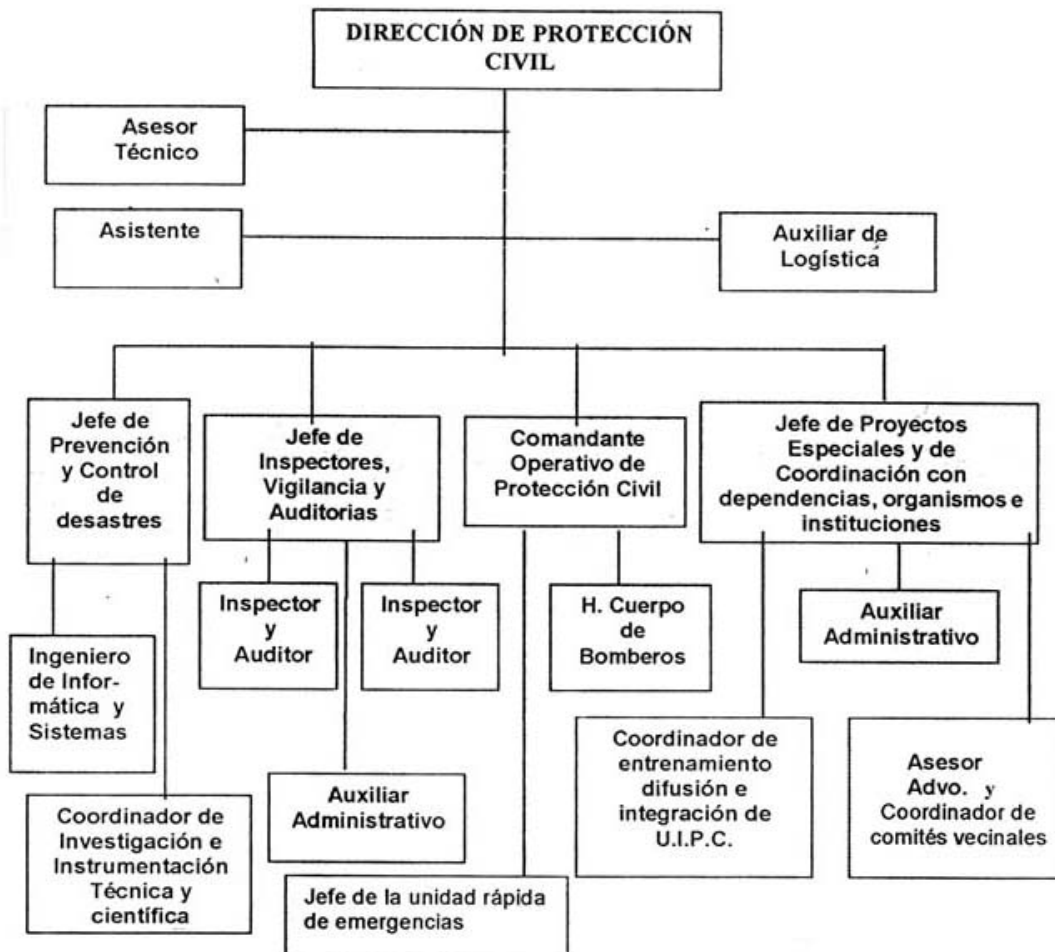 DIRECCIÓN DE PROTECCIÓN
CIVIL
Asesor
Técnico
Asistente
Auxiliar de
Logística
Jefe de
Prevención
y Control
de
desastres
Jefe de
Inspectores,
Vigilancia y
Auditorias
Comandante
Operativo de
Protección Civil
Jefe de Proyectos
Especiales y de
Coordinación con
dependencias, organismos e
instituciones
Inspector
y
Auditor
Inspector
y
Auditor
H. Cuerpo
de
Bomberos
Auxiliar
Administrativo
Ingeniero
de Infor-
mática y
Sistemas
Coordinador de
entrenamiento
difusión e
integración de
U.I.P.C.
Asesor
Advo. y
Coordinador de
comités vecinales
Auxiliar
Administrativo
Coordinador de
Investigación e
Instrumentación
Técnica y
científica
Jefe de la unidad rápida
de emergencias